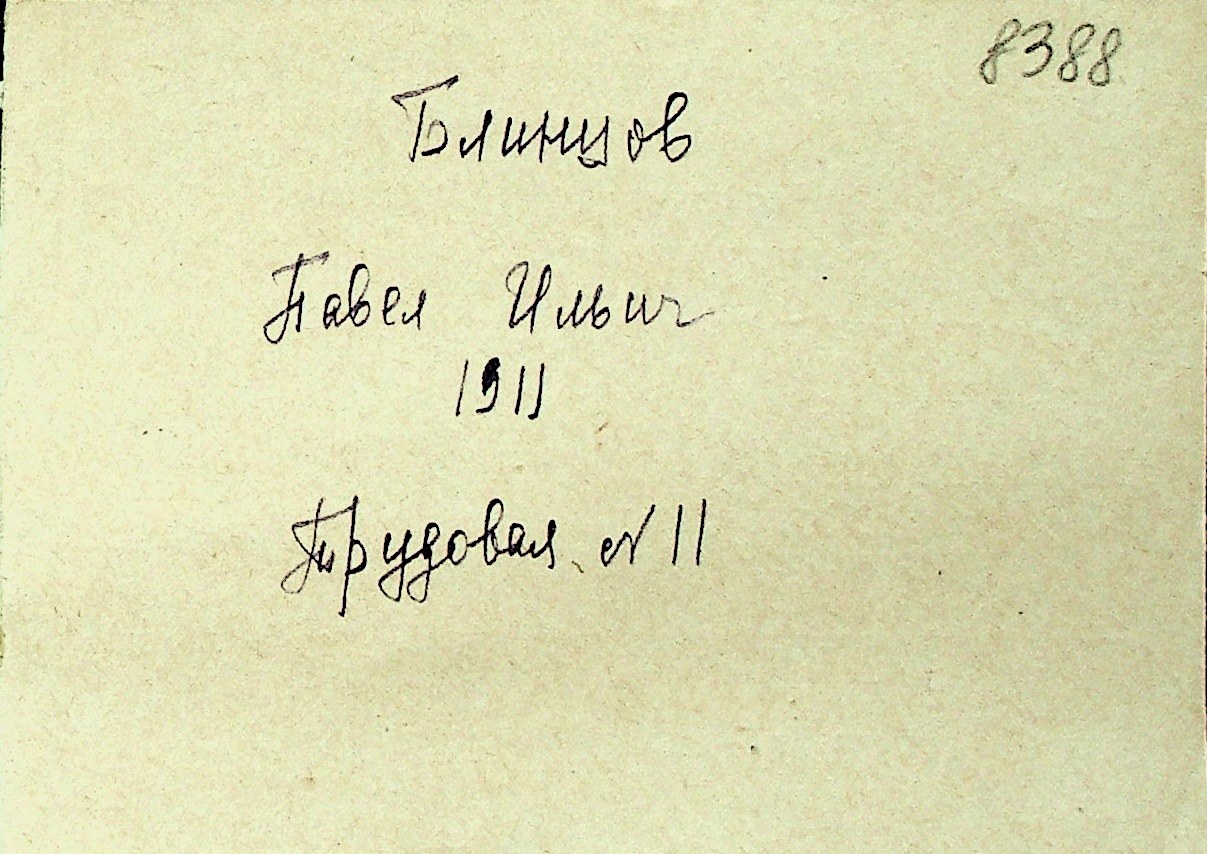 8388
Блинцов
Павел Ильич
1911
Трудовая № 11